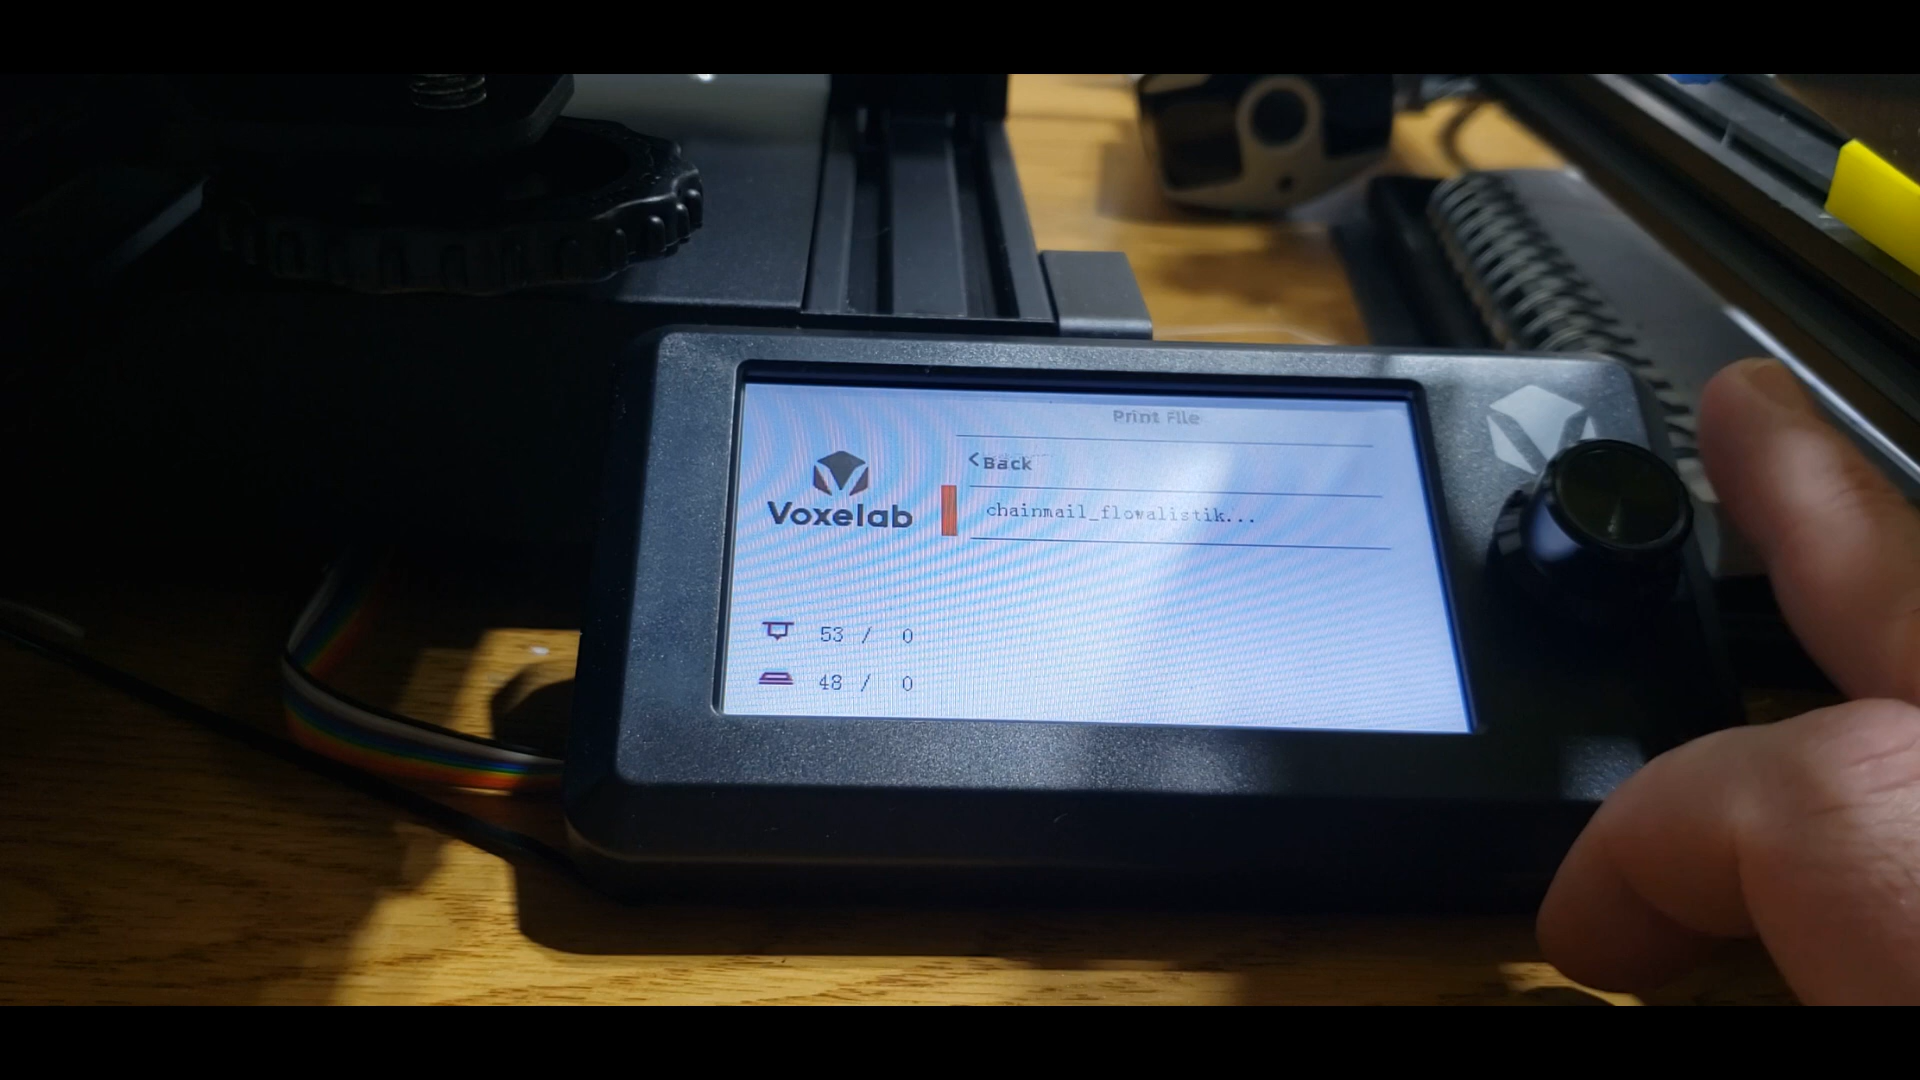 Print File
<Back
Voxelab
chainmail_flowalistik...
53 / 0
48 / 0